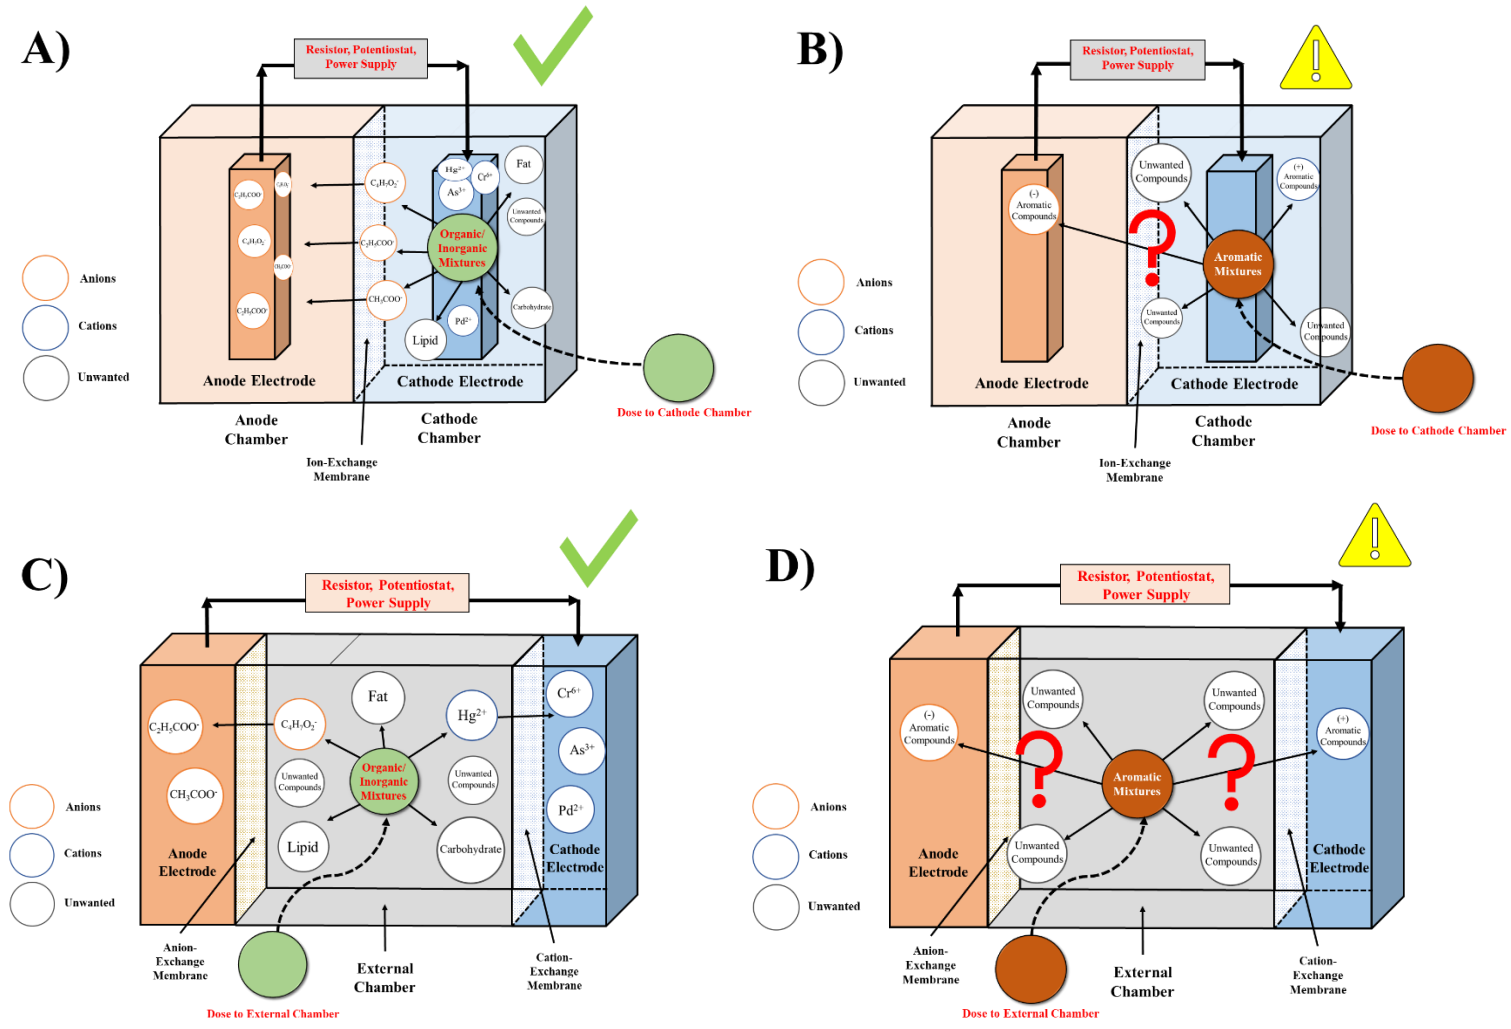 A)
Resistor, Potentiostat,
Power Supply
Hg²⁺
Cr⁶⁺
As³⁺
Fat
C₄H₇O₂⁻
C₂H₅COO⁻
Unwanted
Compounds
Organic/
Inorganic
Mixtures
C₂H₅COO⁻
C₄H₇O₂
CH₃COO⁻
CH₃COO
C₂H₅COO⁻
Pd²⁺
Carbohydrate
Lipid
Anions
Cations
Unwanted
Anode Electrode
Cathode Electrode
Anode
Chamber
Cathode
Chamber
Ion-Exchange
Membrane
Dose to Cathode Chamber
B)
Resistor, Potentiostat,
Power Supply
Unwanted
Compounds
(+)
Aromatic
Compounds
(-)
Aromatic
Compounds
?
Aromatic
Mixtures
Unwanted
Compounds
Unwanted
Compounds
Anions
Cations
Unwanted
Anode Electrode
Cathode Electrode
Anode
Chamber
Cathode
Chamber
Ion-Exchange
Membrane
Dose to Cathode Chamber
C)
Resistor, Potentiostat,
Power Supply
C₂H₅COO⁻
C₄H₇O₂⁻
Fat
Hg²⁺
Cr⁶⁺
As³⁺
CH₃COO⁻
Unwanted
Compounds
Organic/
Inorganic
Mixtures
Unwanted
Compounds
Pd²⁺
Lipid
Carbohydrate
Anions
Cations
Unwanted
Anode
Electrode
Cathode
Electrode
Anion-
Exchange
Membrane
External
Chamber
Cation-
Exchange
Membrane
Dose to External Chamber
D)
Resistor, Potentiostat,
Power Supply
Unwanted
Compounds
Unwanted
Compounds
(-)
Aromatic
Compounds
(+)
Aromatic
Compounds
?
?
Aromatic
Mixtures
Unwanted
Compounds
Unwanted
Compounds
Anions
Cations
Unwanted
Anode
Electrode
Cathode
Electrode
Anion-
Exchange
Membrane
External
Chamber
Cation-
Exchange
Membrane
Dose to External Chamber